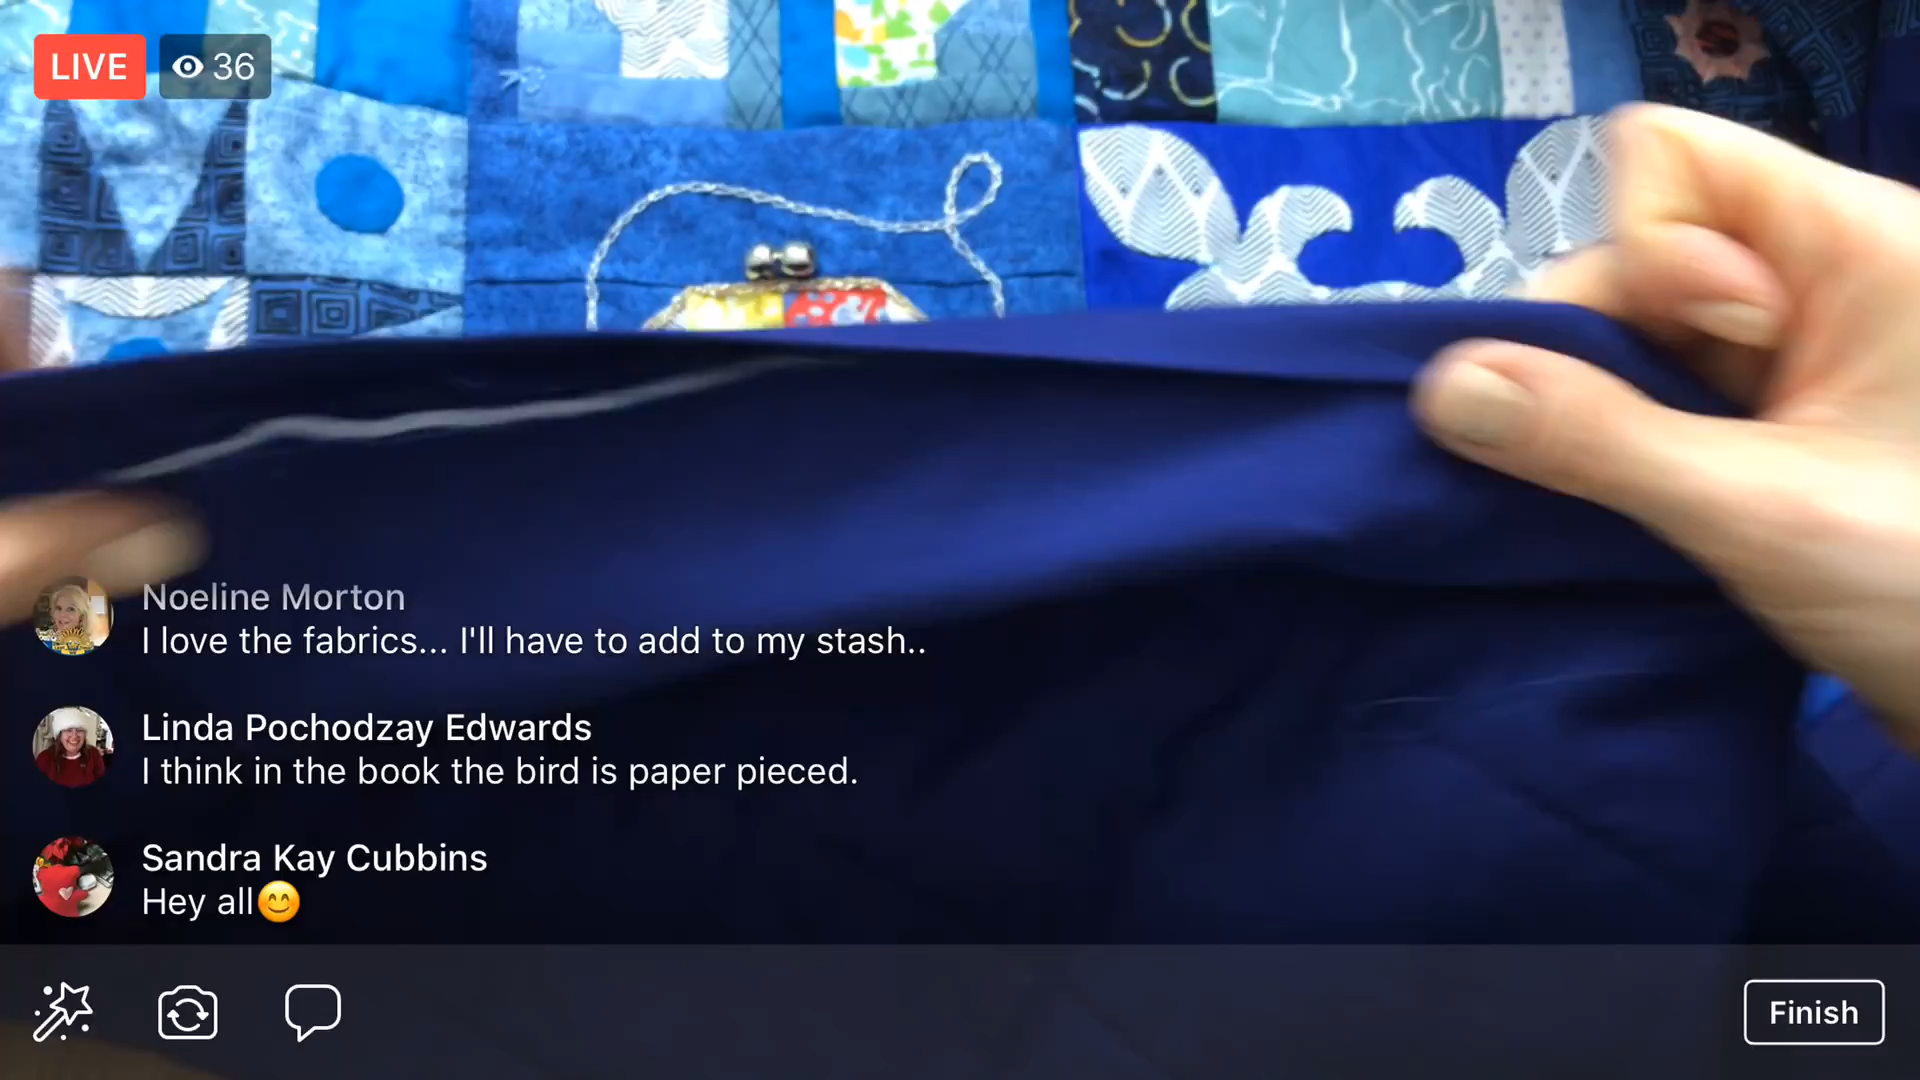 LIVE
36
Noeline Morton
I love the fabrics... I'll have to add to my stash..
Linda Pochodzay Edwards
I think in the book the bird is paper pieced.
Sandra Kay Cubbins
Hey all😊
Finish